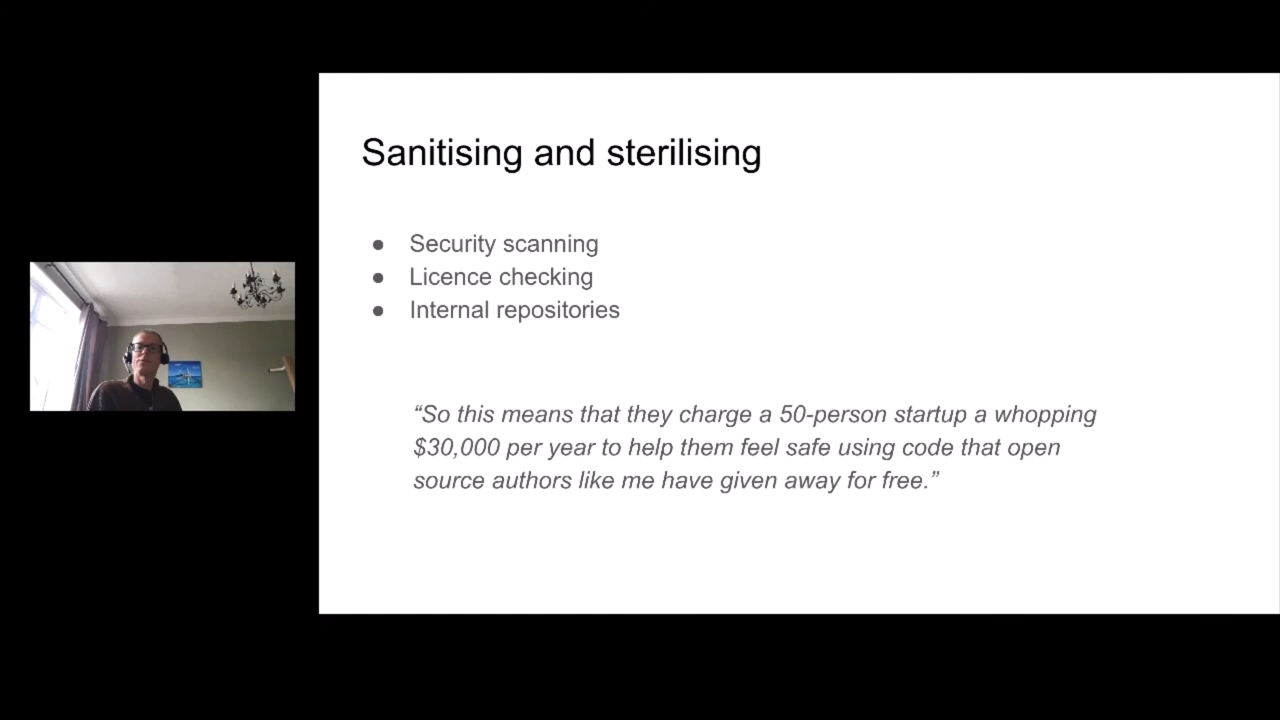 Sanitising and sterilising
● Security scanning
● Licence checking
● Internal repositories
“So this means that they charge a 50-person startup a whopping
$30,000 per year to help them feel safe using code that open
source authors like me have given away for free.”